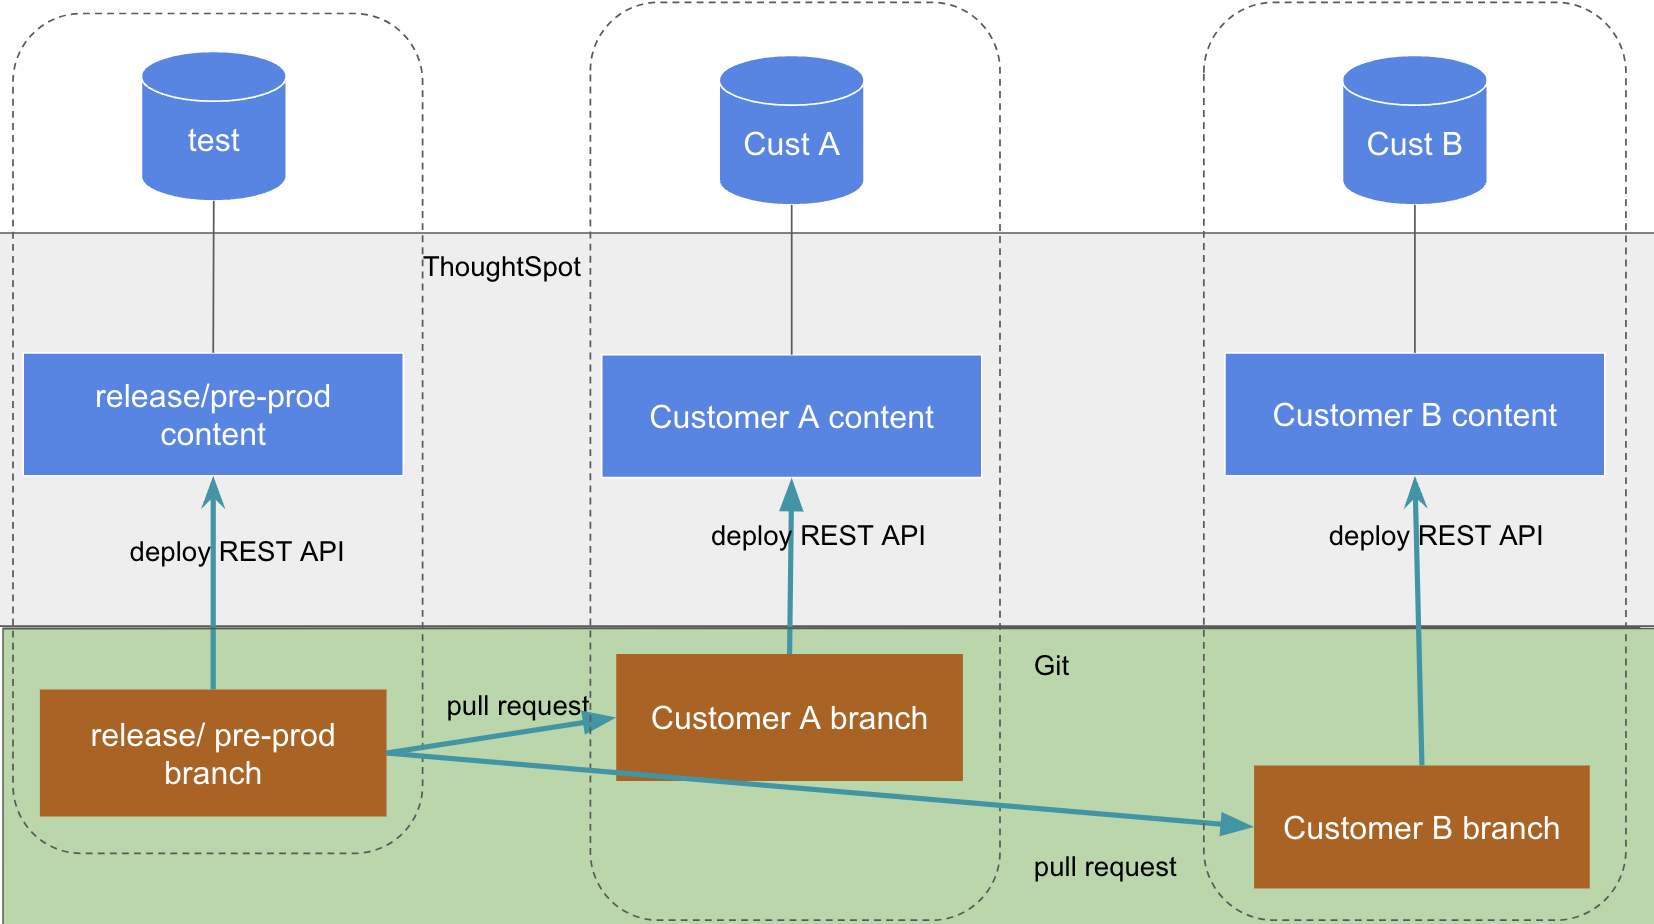 test
Cust A
Cust B
ThoughtSpot
release/pre-prod
content
Customer A content
Customer B content
deploy REST API
deploy REST API
deploy REST API
Git
pull request
Customer A branch
release/ pre-prod
branch
Customer B branch
pull request